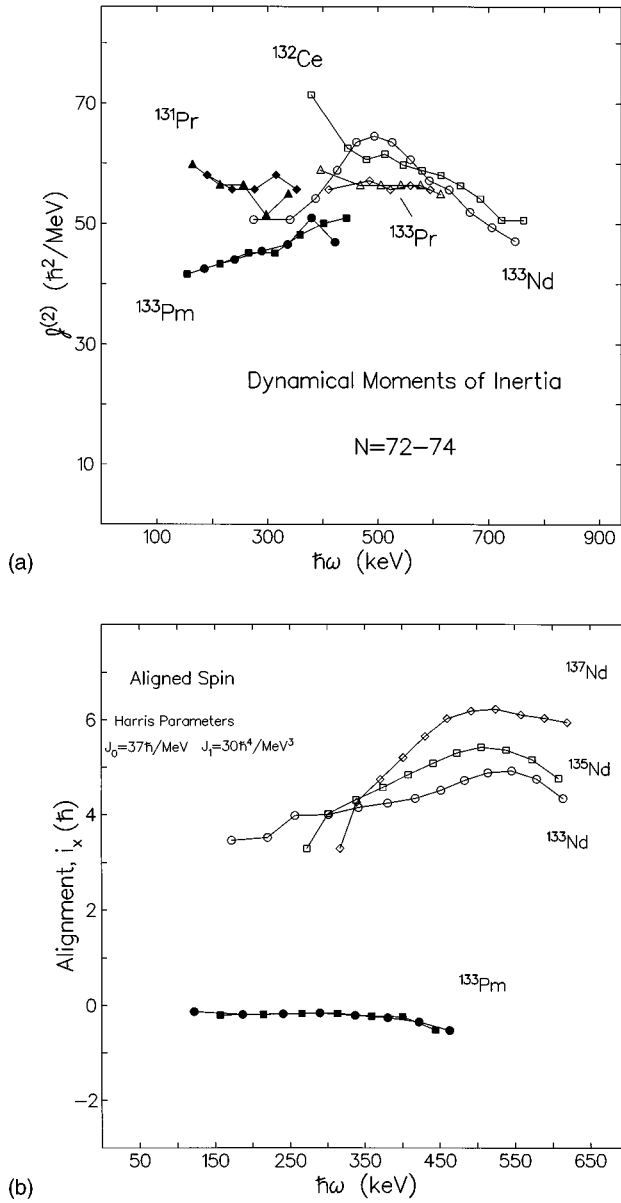 132Ce
131Pr
133Pr
133Nd
133Pm
70
50
30
10
𝒥(2) (ħ2/MeV)
Dynamical Moments of Inertia
N=72−74
100 300 500 700 900
ħω (keV)
(a)
Aligned Spin
Harris Parameters
J0=37ħ/MeV J1=30ħ4/MeV3
137Nd
135Nd
133Nd
133Pm
6
4
2
0
−2
Alignment, ix(ħ)
50 150 250 350 450 550 650
ħω (keV)
(b)